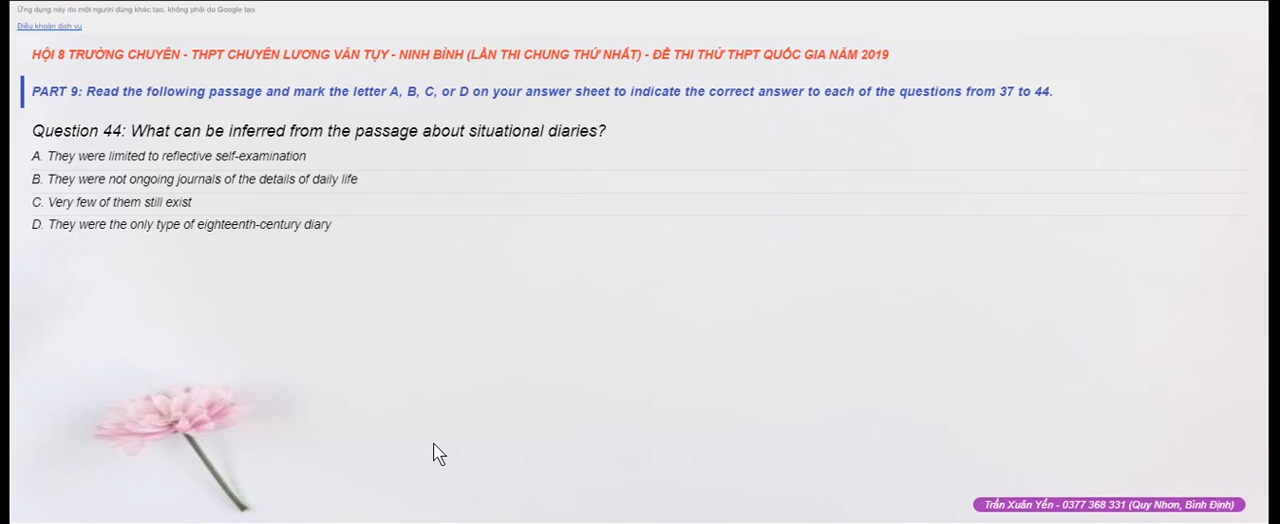 Ứng dụng này do một người dùng khác tạo, không phải do Google tạo.
Điều khoản dịch vụ
HỘI 8 TRƯỜNG CHUYÊN - THPT CHUYÊN LƯƠNG VĂN TỤY - NINH BÌNH (LẦN THI CHUNG THỨ NHẤT) - ĐỀ THI THỬ THPT QUỐC GIA NĂM 2019
PART 9: Read the following passage and mark the letter A, B, C, or D on your answer sheet to indicate the correct answer to each of the questions from 37 to 44.
Question 44: What can be inferred from the passage about situational diaries?
A. They were limited to reflective self-examination
B. They were not ongoing journals of the details of daily life
C. Very few of them still exist
D. They were the only type of eighteenth-century diary
Trần Xuân Yến - 0377 368 331 (Quy Nhơn, Bình Định)